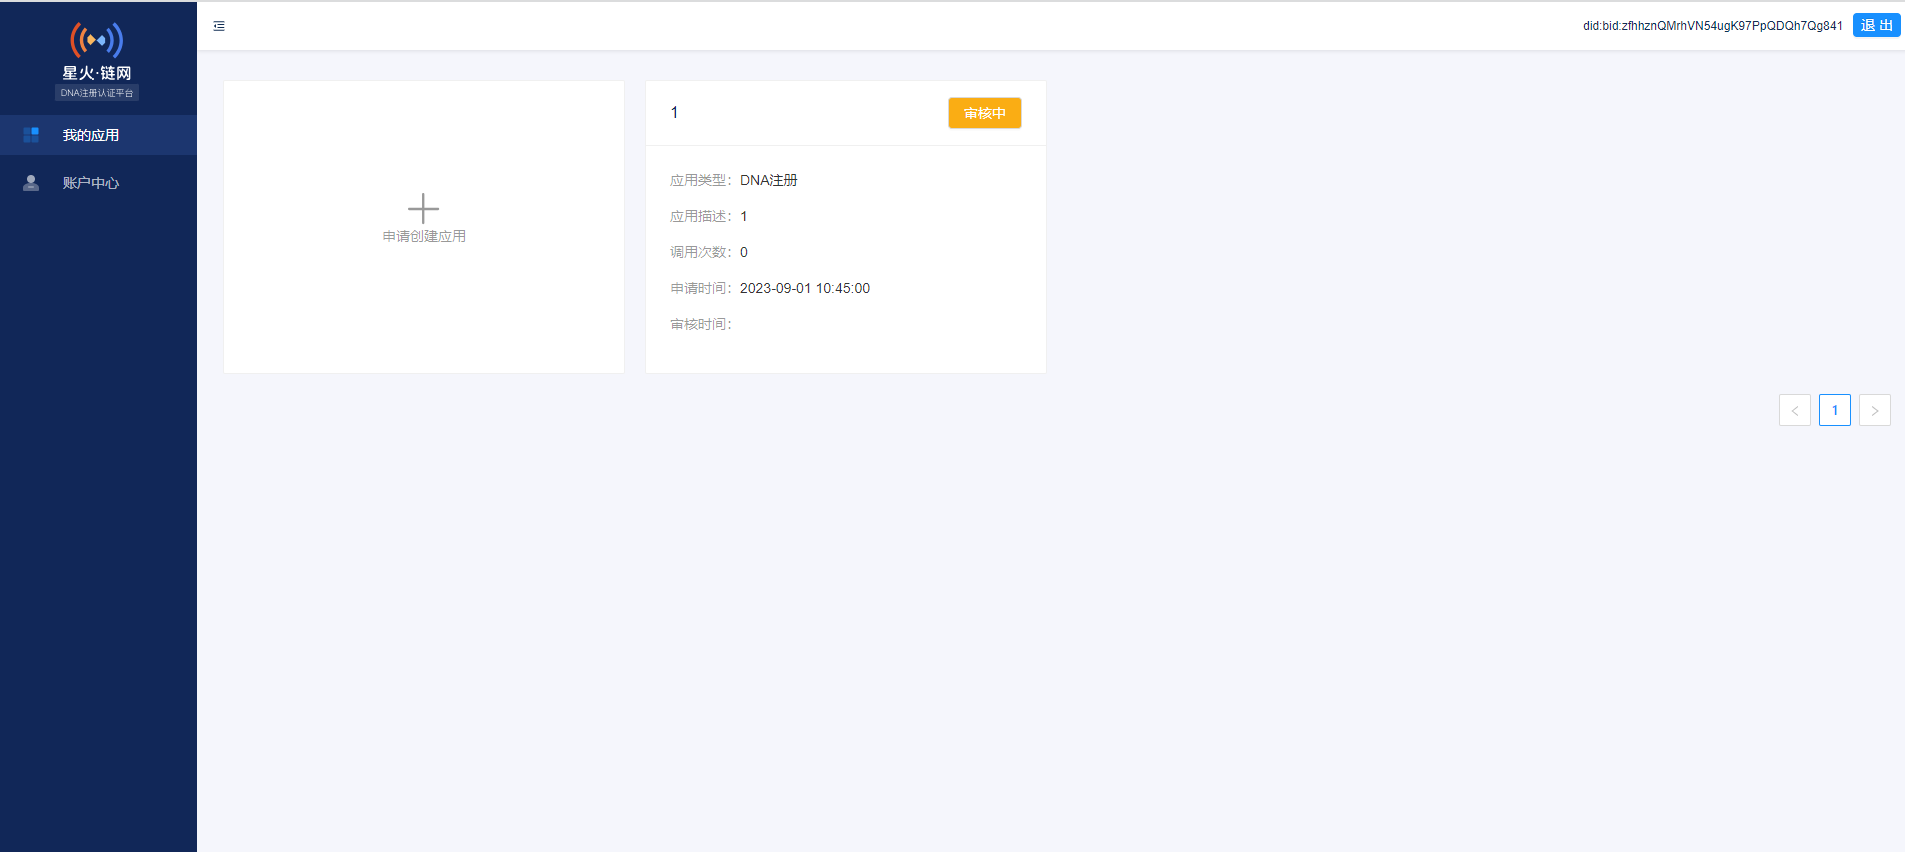 星火·链网
DNA注册认证平台
我的应用
账户中心
did:bid:zfhhznQMrhVN54ugK97PpQDQh7Qg841
退 出
申请创建应用
1
审核中
应用类型：DNA注册
应用描述：1
调用次数：0
申请时间：2023-09-01 10:45:00
审核时间：
1